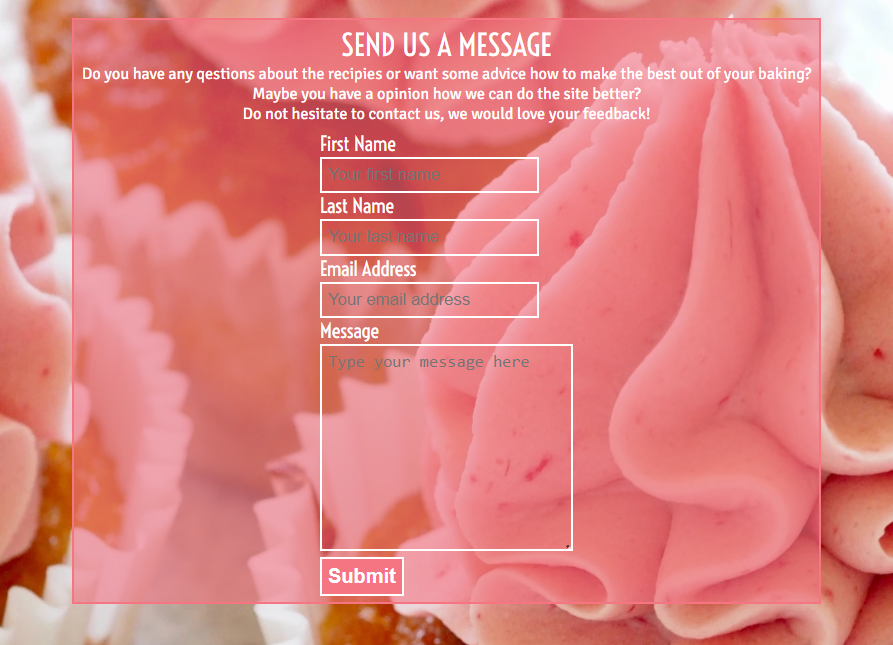 SEND US A MESSAGE
Do you have any qestions about the recipies or want some advice how to make the best out of your baking?
Maybe you have a opinion how we can do the site better?
Do not hesitate to contact us, we would love your feedback!
First Name
Your first name
Last Name
Your last name
Email Address
Your email address
Message
Type your message here
Submit